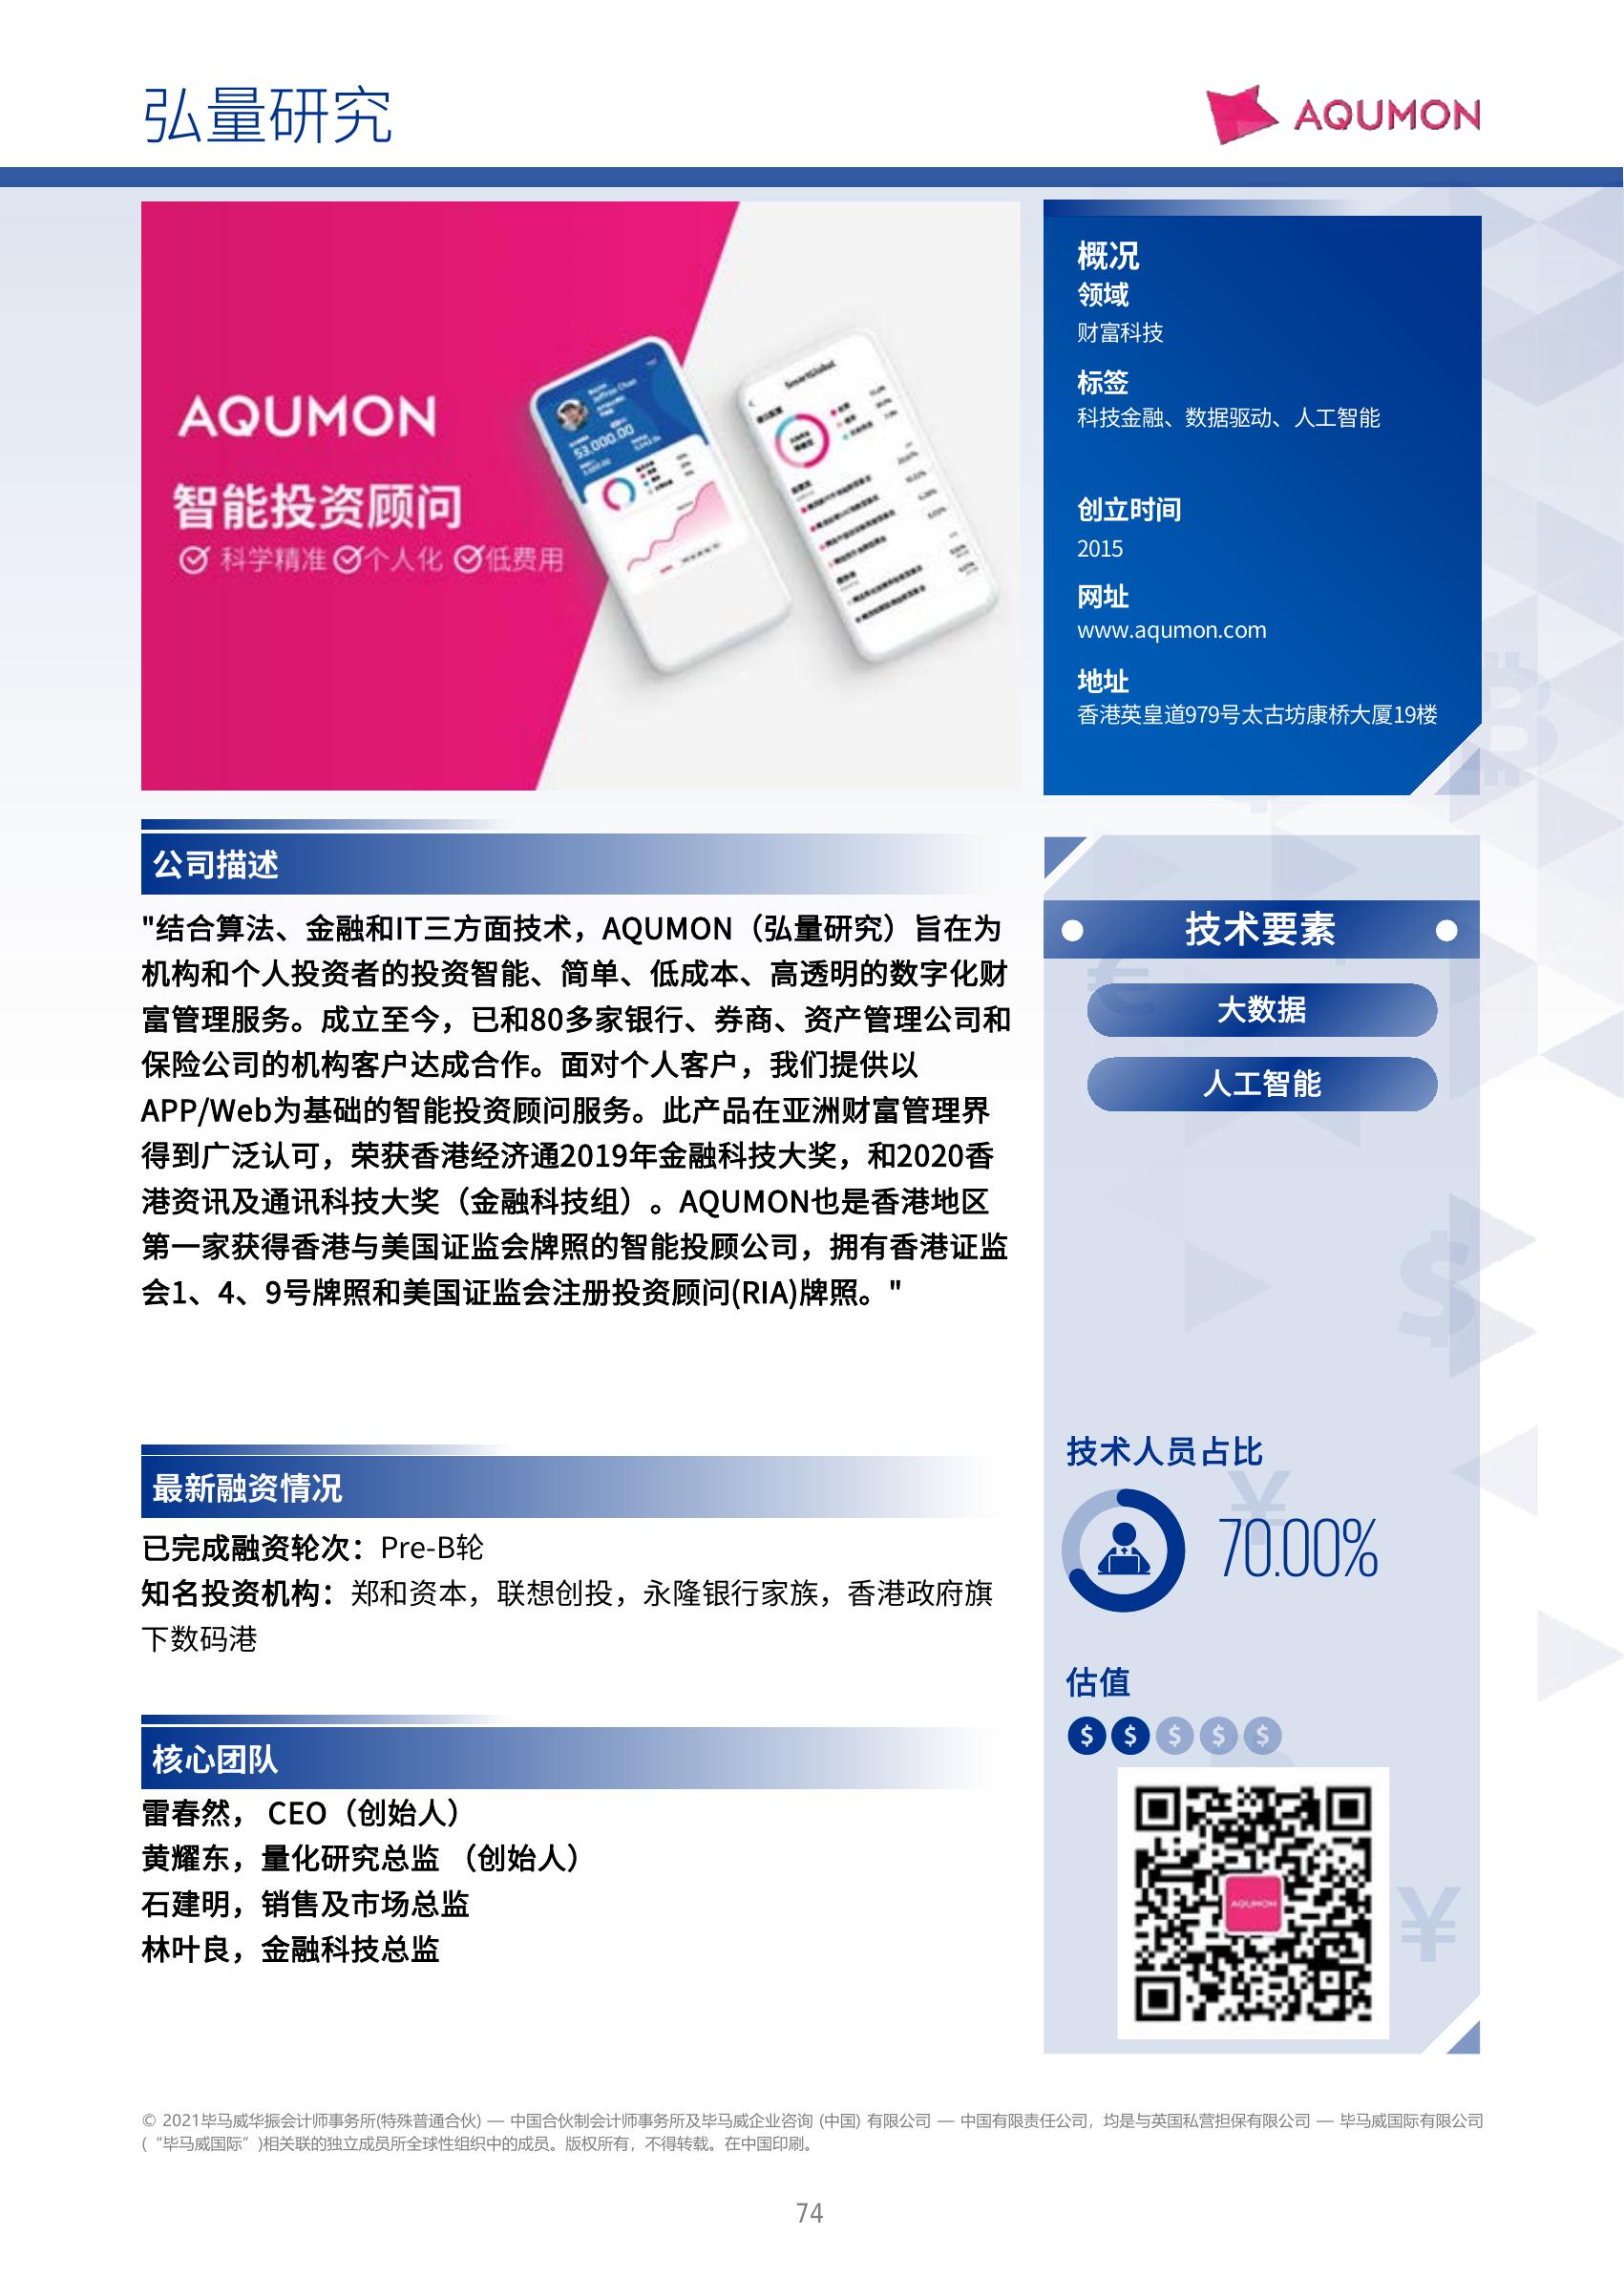 弘量研究
AQUMON
AQUMON
智能投资顾问
科学精准 个人化 低费用
SmartGlobal
概况
领域
财富科技
标签
科技金融、数据驱动、人工智能
创立时间
2015
网址
www.aqumon.com
地址
香港英皇道979号太古坊康桥大厦19楼
公司描述
"结合算法、金融和IT三方面技术，AQUMON（弘量研究）旨在为
机构和个人投资者的投资智能、简单、低成本、高透明的数字化财
富管理服务。成立至今，已和80多家银行、券商、资产管理公司和
保险公司的机构客户达成合作。面对个人客户，我们提供以
APP/Web为基础的智能投资顾问服务。此产品在亚洲财富管理界
得到广泛认可，荣获香港经济通2019年金融科技大奖，和2020香
港资讯及通讯科技大奖（金融科技组）。AQUMON也是香港地区
第一家获得香港与美国证监会牌照的智能投顾公司，拥有香港证监
会1、4、9号牌照和美国证监会注册投资顾问(RIA)牌照。"
最新融资情况
已完成融资轮次：Pre-B轮
知名投资机构：郑和资本，联想创投，永隆银行家族，香港政府旗
下数码港
核心团队
雷春然， CEO（创始人）
黄耀东，量化研究总监 （创始人）
石建明，销售及市场总监
林叶良，金融科技总监
技术要素
大数据
人工智能
技术人员占比
70.00%
估值
AQUMON
© 2021毕马威华振会计师事务所(特殊普通合伙) — 中国合伙制会计师事务所及毕马威企业咨询 (中国) 有限公司 — 中国有限责任公司，均是与英国私营担保有限公司 — 毕马威国际有限公司
(“毕马威国际”)相关联的独立成员所全球性组织中的成员。版权所有，不得转载。在中国印刷。
74